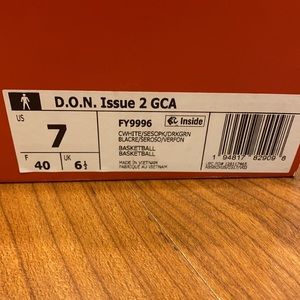 D.O.N. Issue 2 GCA
US
7
F
40
UK
6½
FY9996
Inside
CWHITE/SESOPK/DRKGRN
BLACRE/SEROSO/VERFON
BASKETBALL
BASKETBALL
MADE IN VIETNAM
FABRIQUÉ AU VIETNAM
1 94817 82909 6